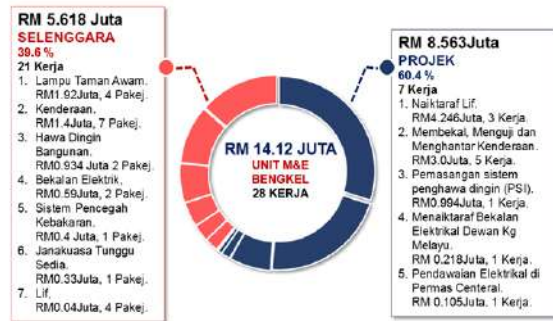 RM 5.618 Juta
SELENGGARA
39.6 %
21 Kerja
1. Lampu Taman Awam.
RM1.92Juta, 4 Pakej.
2. Kenderaan.
RM1.4Juta, 7 Pakej.
3. Hawa Dingin
Bangunan.
RM0.934 Juta 2 Pakej.
4. Bekalan Elektrik.
RM0.59Juta, 2 Pakej.
5. Sistem Pencegah
Kebakaran.
RM0.4 Juta, 1 Pakej.
6. Janakuasa Tunggu
Sedia.
RM0.33Juta, 1 Pakej.
7. Lif.
RM0.04Juta, 4 Pakej.
RM 14.12 JUTA
UNIT M&E
BENGKEL
28 KERJA
RM 8.563Juta
PROJEK
60.4 %
7 Kerja
1. Naiktaraf Lif.
RM4.246Juta, 3 Kerja.
2. Membekal, Menguji dan
Menghantar Kenderaan.
RM3.0Juta, 5 Kerja.
3. Pemasangan sistem
penghawa dingin (PSI).
RM0.994Juta, 1 Kerja.
4. Menaiktaraf Bekalan
Elektrikal Dewan Kg
Melayu.
RM 0.218Juta, 1 Kerja.
5. Pendawaian Elektrikal di
Permas Centeral.
RM 0.105Juta. 1 Kerja.